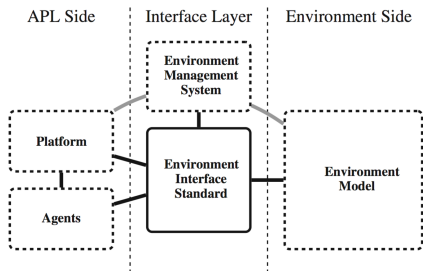 APL Side
Interface Layer
Environment Side
Environment
Management
System
Platform
Environment
Interface
Standard
Environment
Model
Agents